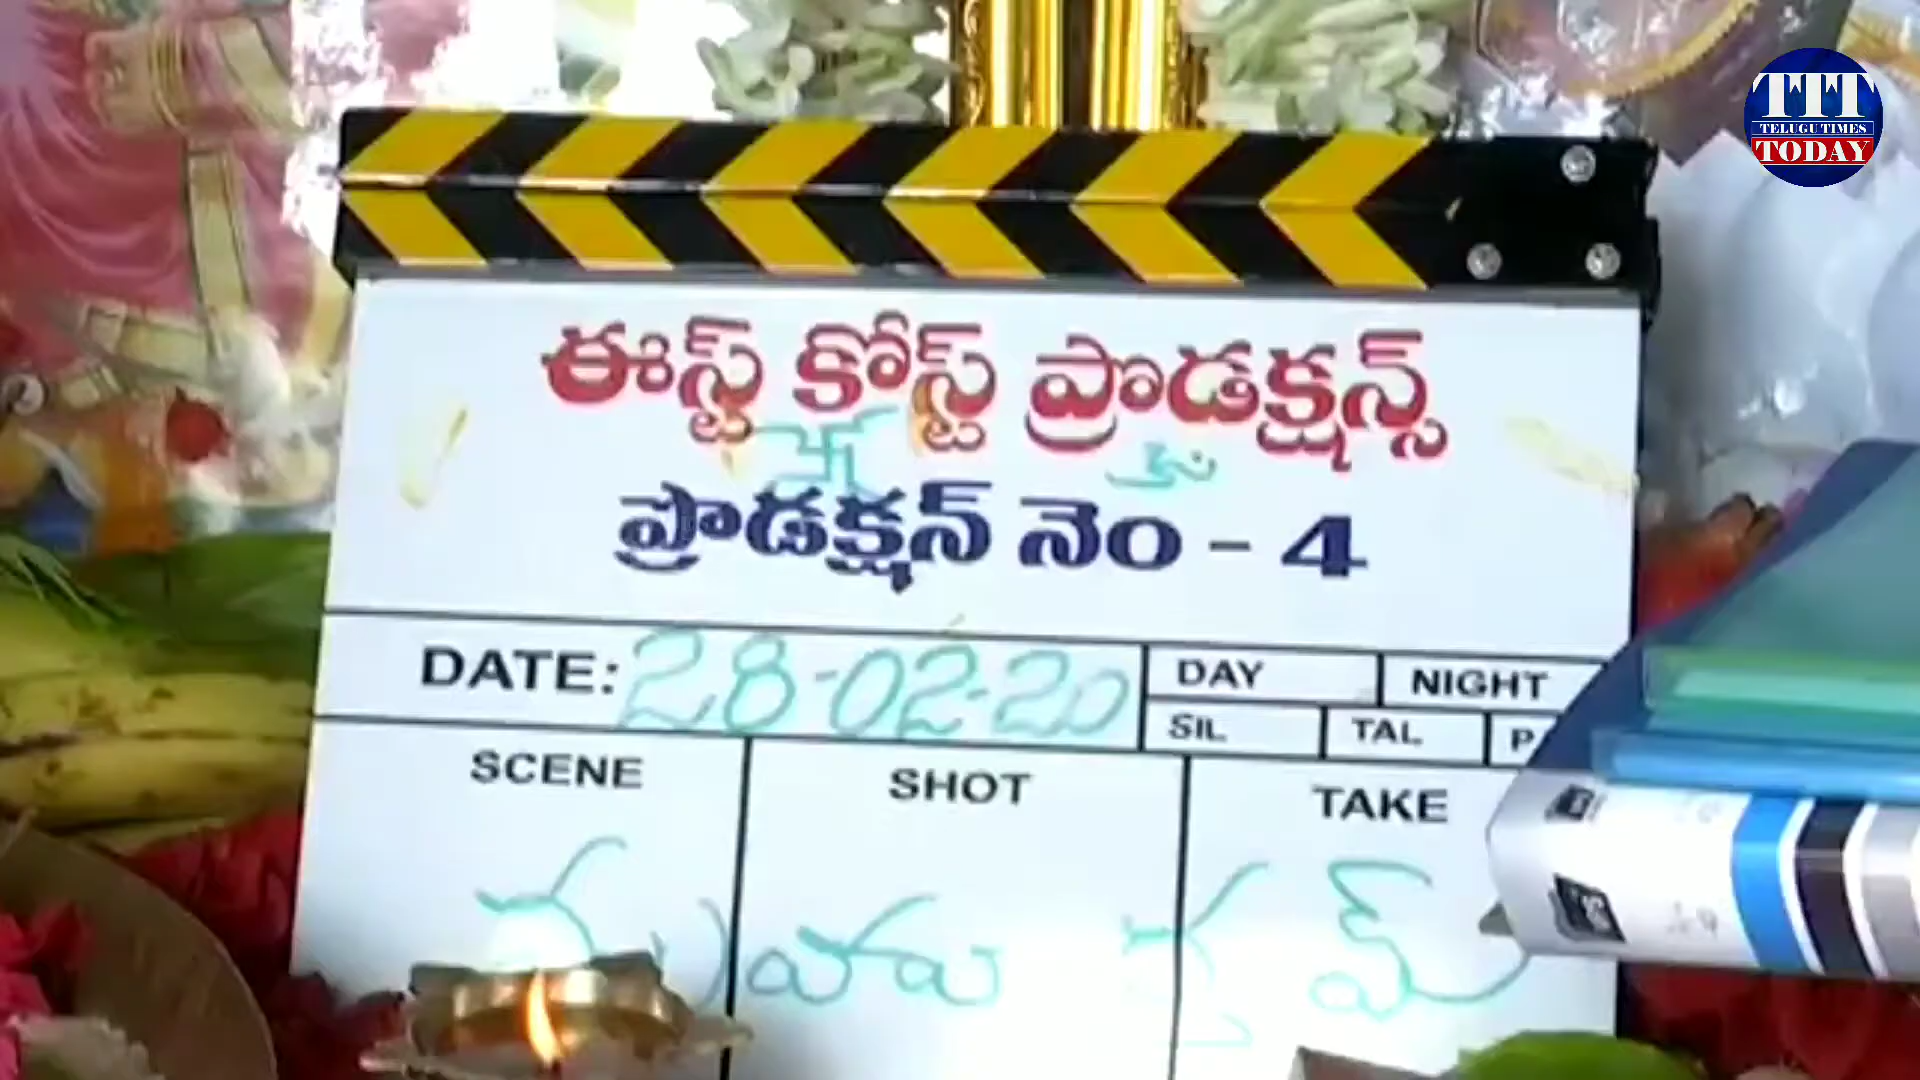 TTT
TELUGU TIMES
TODAY
ఈస్ట్ కోస్ట్ ప్రొడక్షన్స్
ప్రొడక్షన్ నెం - 4
DATE: 28-02-20
DAY NIGHT
SIL TAL P
SCENE SHOT TAKE